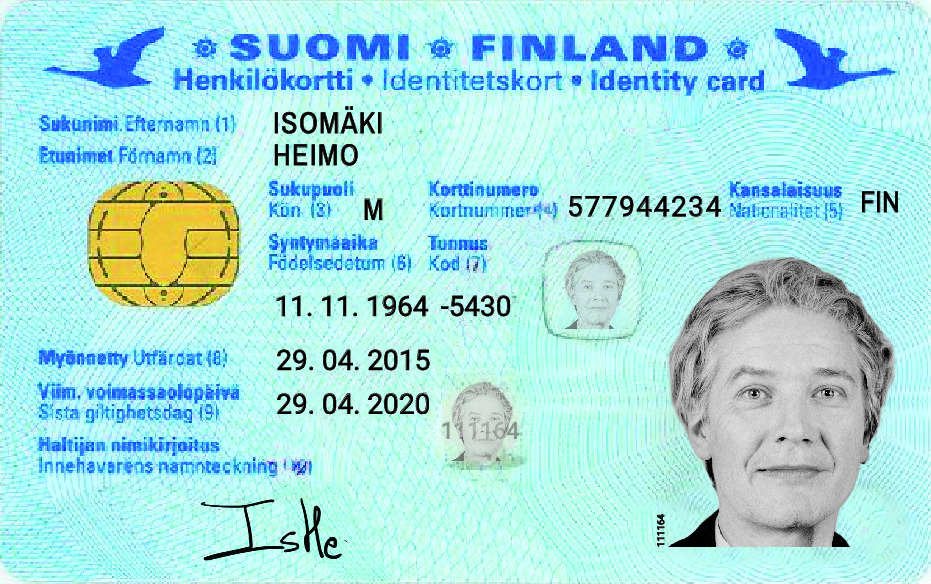 SUOMI FINLAND
Henkilökortti • Identitetskort • Identity card
Sukunimi Efternamn (1) ISOMÄKI
Etunimet Förnamn (2) HEIMO
Sukupuoli Korttinumero Kansalaisuus
Kön (3) M Kortnummer (4) 577944234 Nationalitet (5) FIN
Syntymäaika Tunnus
Födelsedatum (6) Kod (7)
11. 11. 1964 -5430
Myönnetty Utfärdat (8) 29. 04. 2015
Viim. voimassaolopäivä
Sista giltighetsdag (9) 29. 04. 2020
111164
Haltijan nimikirjoitus
Innehavarens namnteckning (10)
IsHe
111164